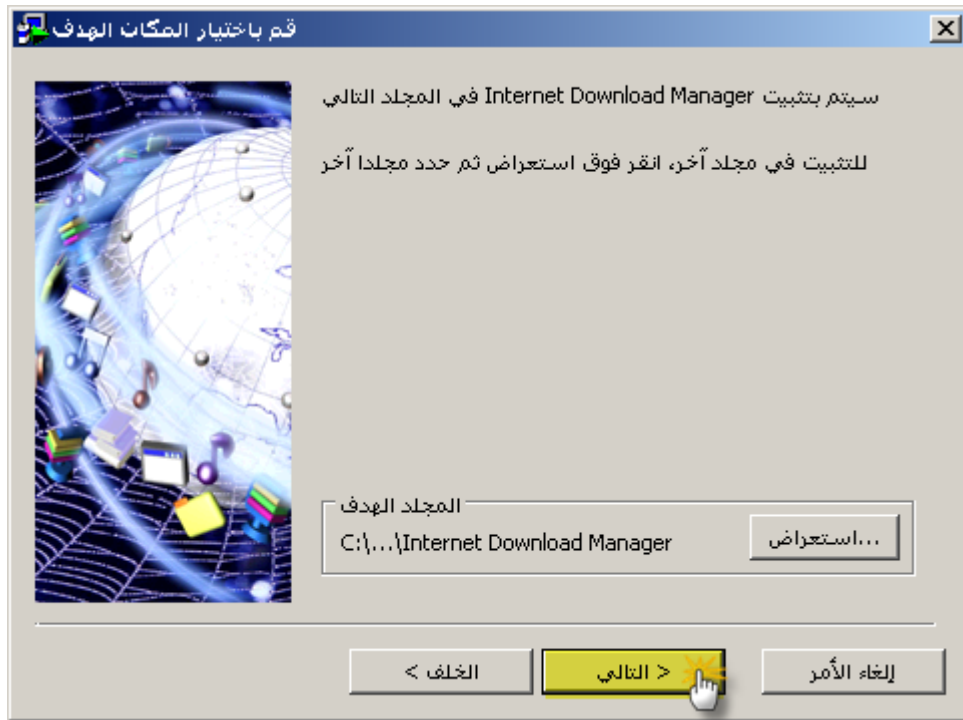 قم باختيار المكان الهدف
سيتم بتثبيت Internet Download Manager في المجلد التالي
للتثبيت في مجلد آخر، انقر فوق استعراض ثم حدد مجلدا آخر
المجلد الهدف
C:\...\Internet Download Manager
...استعراض
الخلف >
< التالي
إلغاء الأمر